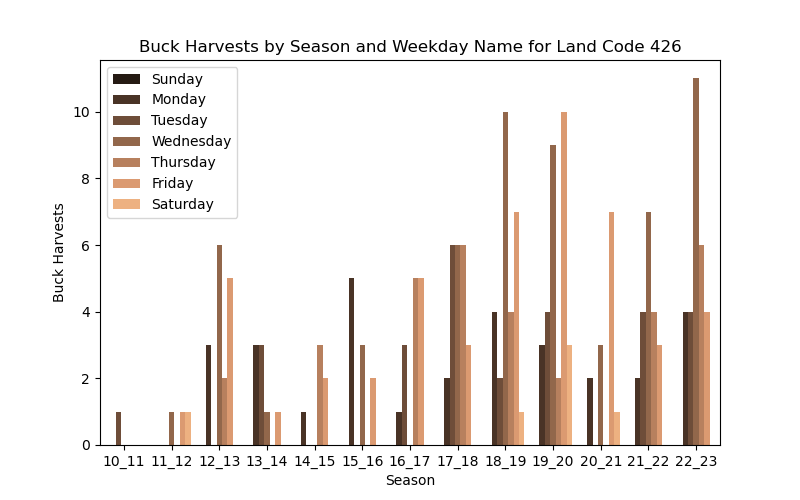 Buck Harvests by Season and Weekday Name for Land Code 426
Sunday
Monday
Tuesday
Wednesday
Thursday
Friday
Saturday
10
8
6
4
2
0
Buck Harvests
10_11 11_12 12_13 13_14 14_15 15_16 16_17 17_18 18_19 19_20 20_21 21_22 22_23
Season